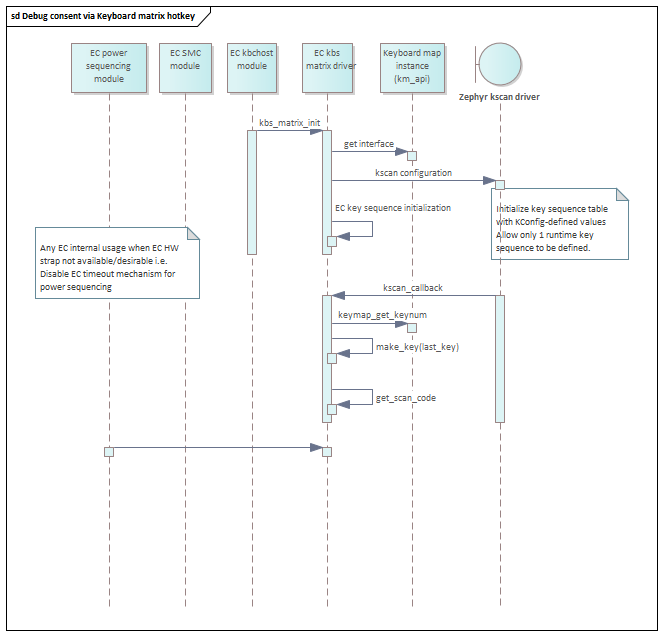 sd Debug consent via Keyboard matrix hotkey
EC power
sequencing
module
EC SMC
module
EC kbchost
module
EC kbs
matrix driver
Keyboard map
instance
(km_api)
Zephyr kscan driver
kbs_matrix_init
get interface
kscan configuration
EC key sequence initialization
Initialize key sequence table
with KConfig-defined values
Allow only 1 runtime key
sequence to be defined.
Any EC internal usage when EC HW
strap not available/desirable i.e.
Disable EC timeout mechanism for
power sequencing
kscan_callback
keymap_get_keynum
make_key(last_key)
get_scan_code